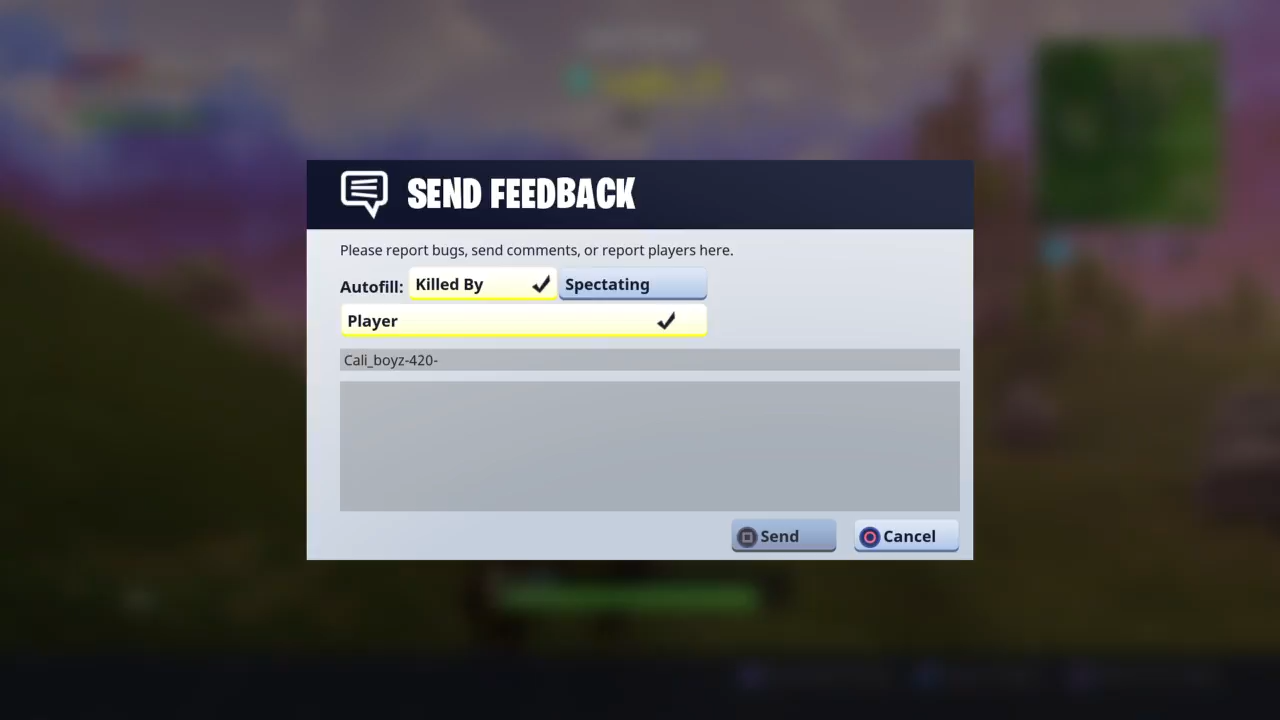 SEND FEEDBACK
Please report bugs, send comments, or report players here.
Autofill: Killed By Spectating
Player
Cali_boyz-420-
Send Cancel